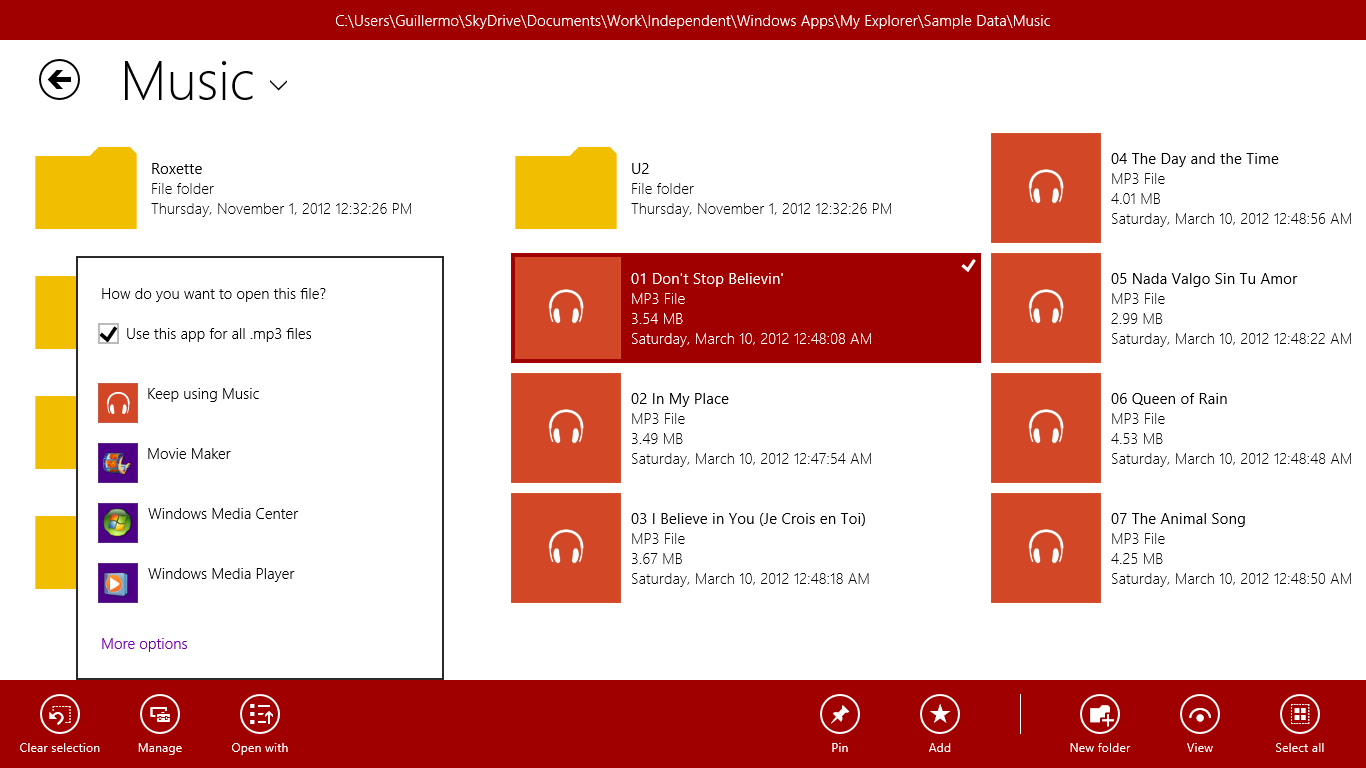 C:\Users\Guillermo\SkyDrive\Documents\Work\Independent\Windows Apps\My Explorer\Sample Data\Music
Music
Roxette
File folder
Thursday, November 1, 2012 12:32:26 PM
How do you want to open this file?
Use this app for all .mp3 files
Keep using Music
Movie Maker
Windows Media Center
Windows Media Player
More options
U2
File folder
Thursday, November 1, 2012 12:32:26 PM
01 Don't Stop Believin'
MP3 File
3.54 MB
Saturday, March 10, 2012 12:48:08 AM
02 In My Place
MP3 File
3.49 MB
Saturday, March 10, 2012 12:47:54 AM
03 I Believe in You (Je Crois en Toi)
MP3 File
3.67 MB
Saturday, March 10, 2012 12:48:18 AM
04 The Day and the Time
MP3 File
4.01 MB
Saturday, March 10, 2012 12:48:56 AM
05 Nada Valgo Sin Tu Amor
MP3 File
2.99 MB
Saturday, March 10, 2012 12:48:22 AM
06 Queen of Rain
MP3 File
4.53 MB
Saturday, March 10, 2012 12:48:48 AM
07 The Animal Song
MP3 File
4.25 MB
Saturday, March 10, 2012 12:48:50 AM
Clear selection
Manage
Open with
Pin
Add
New folder
View
Select all